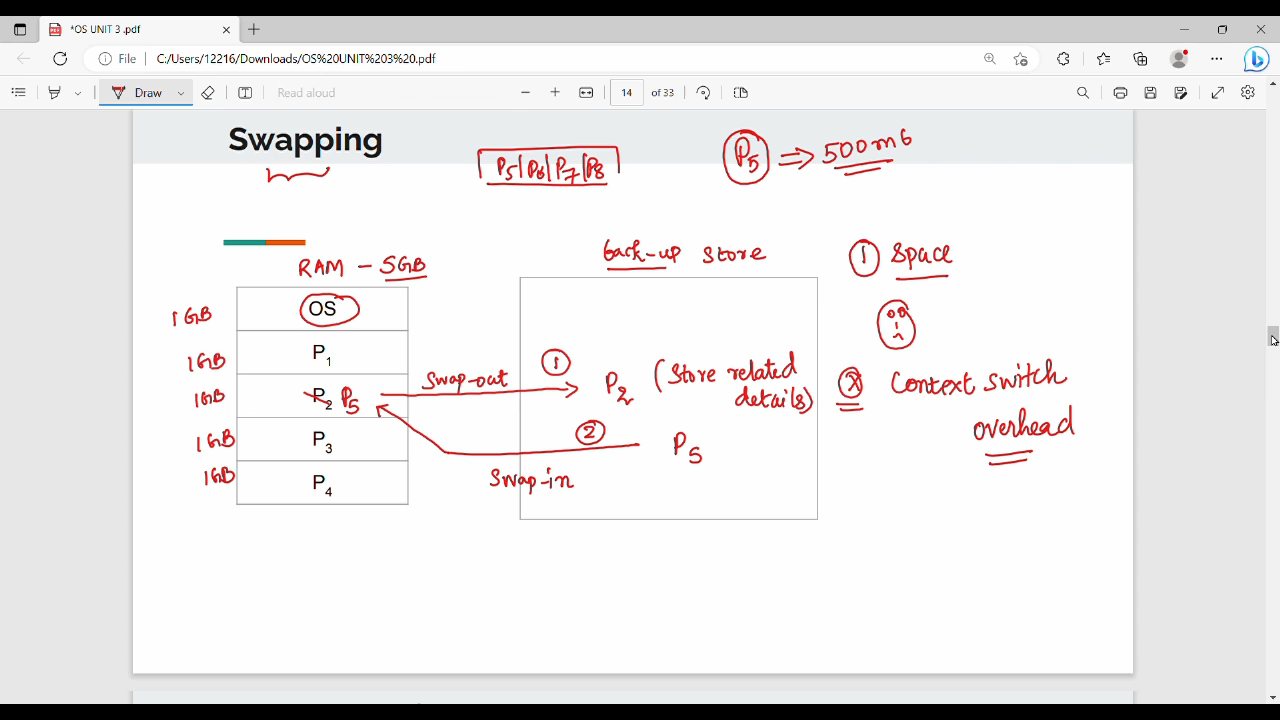 *OS UNIT 3 .pdf
File
C:/Users/12216/Downloads/OS%20UNIT%203%20.pdf
Draw
Read aloud
14 of 33
Swapping
P5|P6|P7|P8
P5 ⇒ 500mb
RAM - 5GB
back-up store
1 Space
1GB
OS
1GB
P1
1GB
P2 P5
1GB
P3
1GB
P4
Swap-out
1
P2 (Store related
details)
2
P5
Swap-in
2 Context switch
overhead